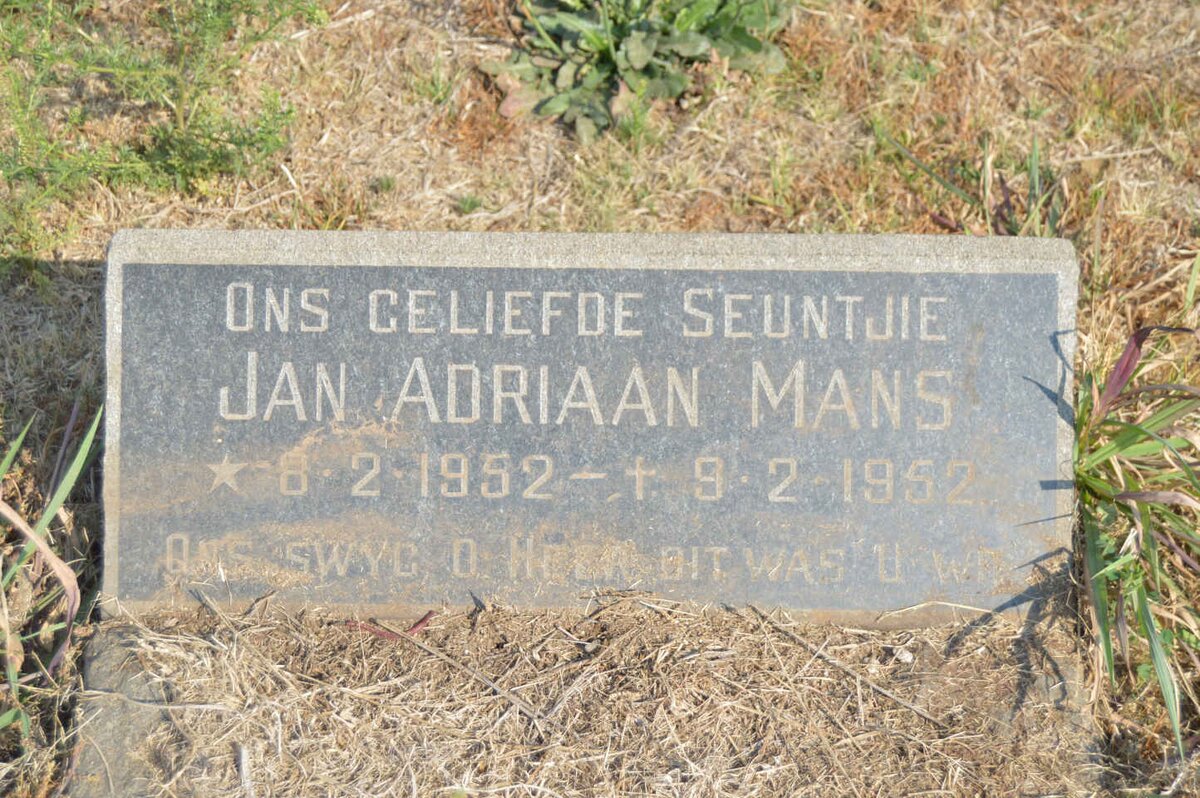 ONS GELIEFDE SEUNTJIE
JAN ADRIAAN MANS
★ 8·2·1952 – † 9·2·1952
ONS SWYG O HEER DIT WAS U WIL